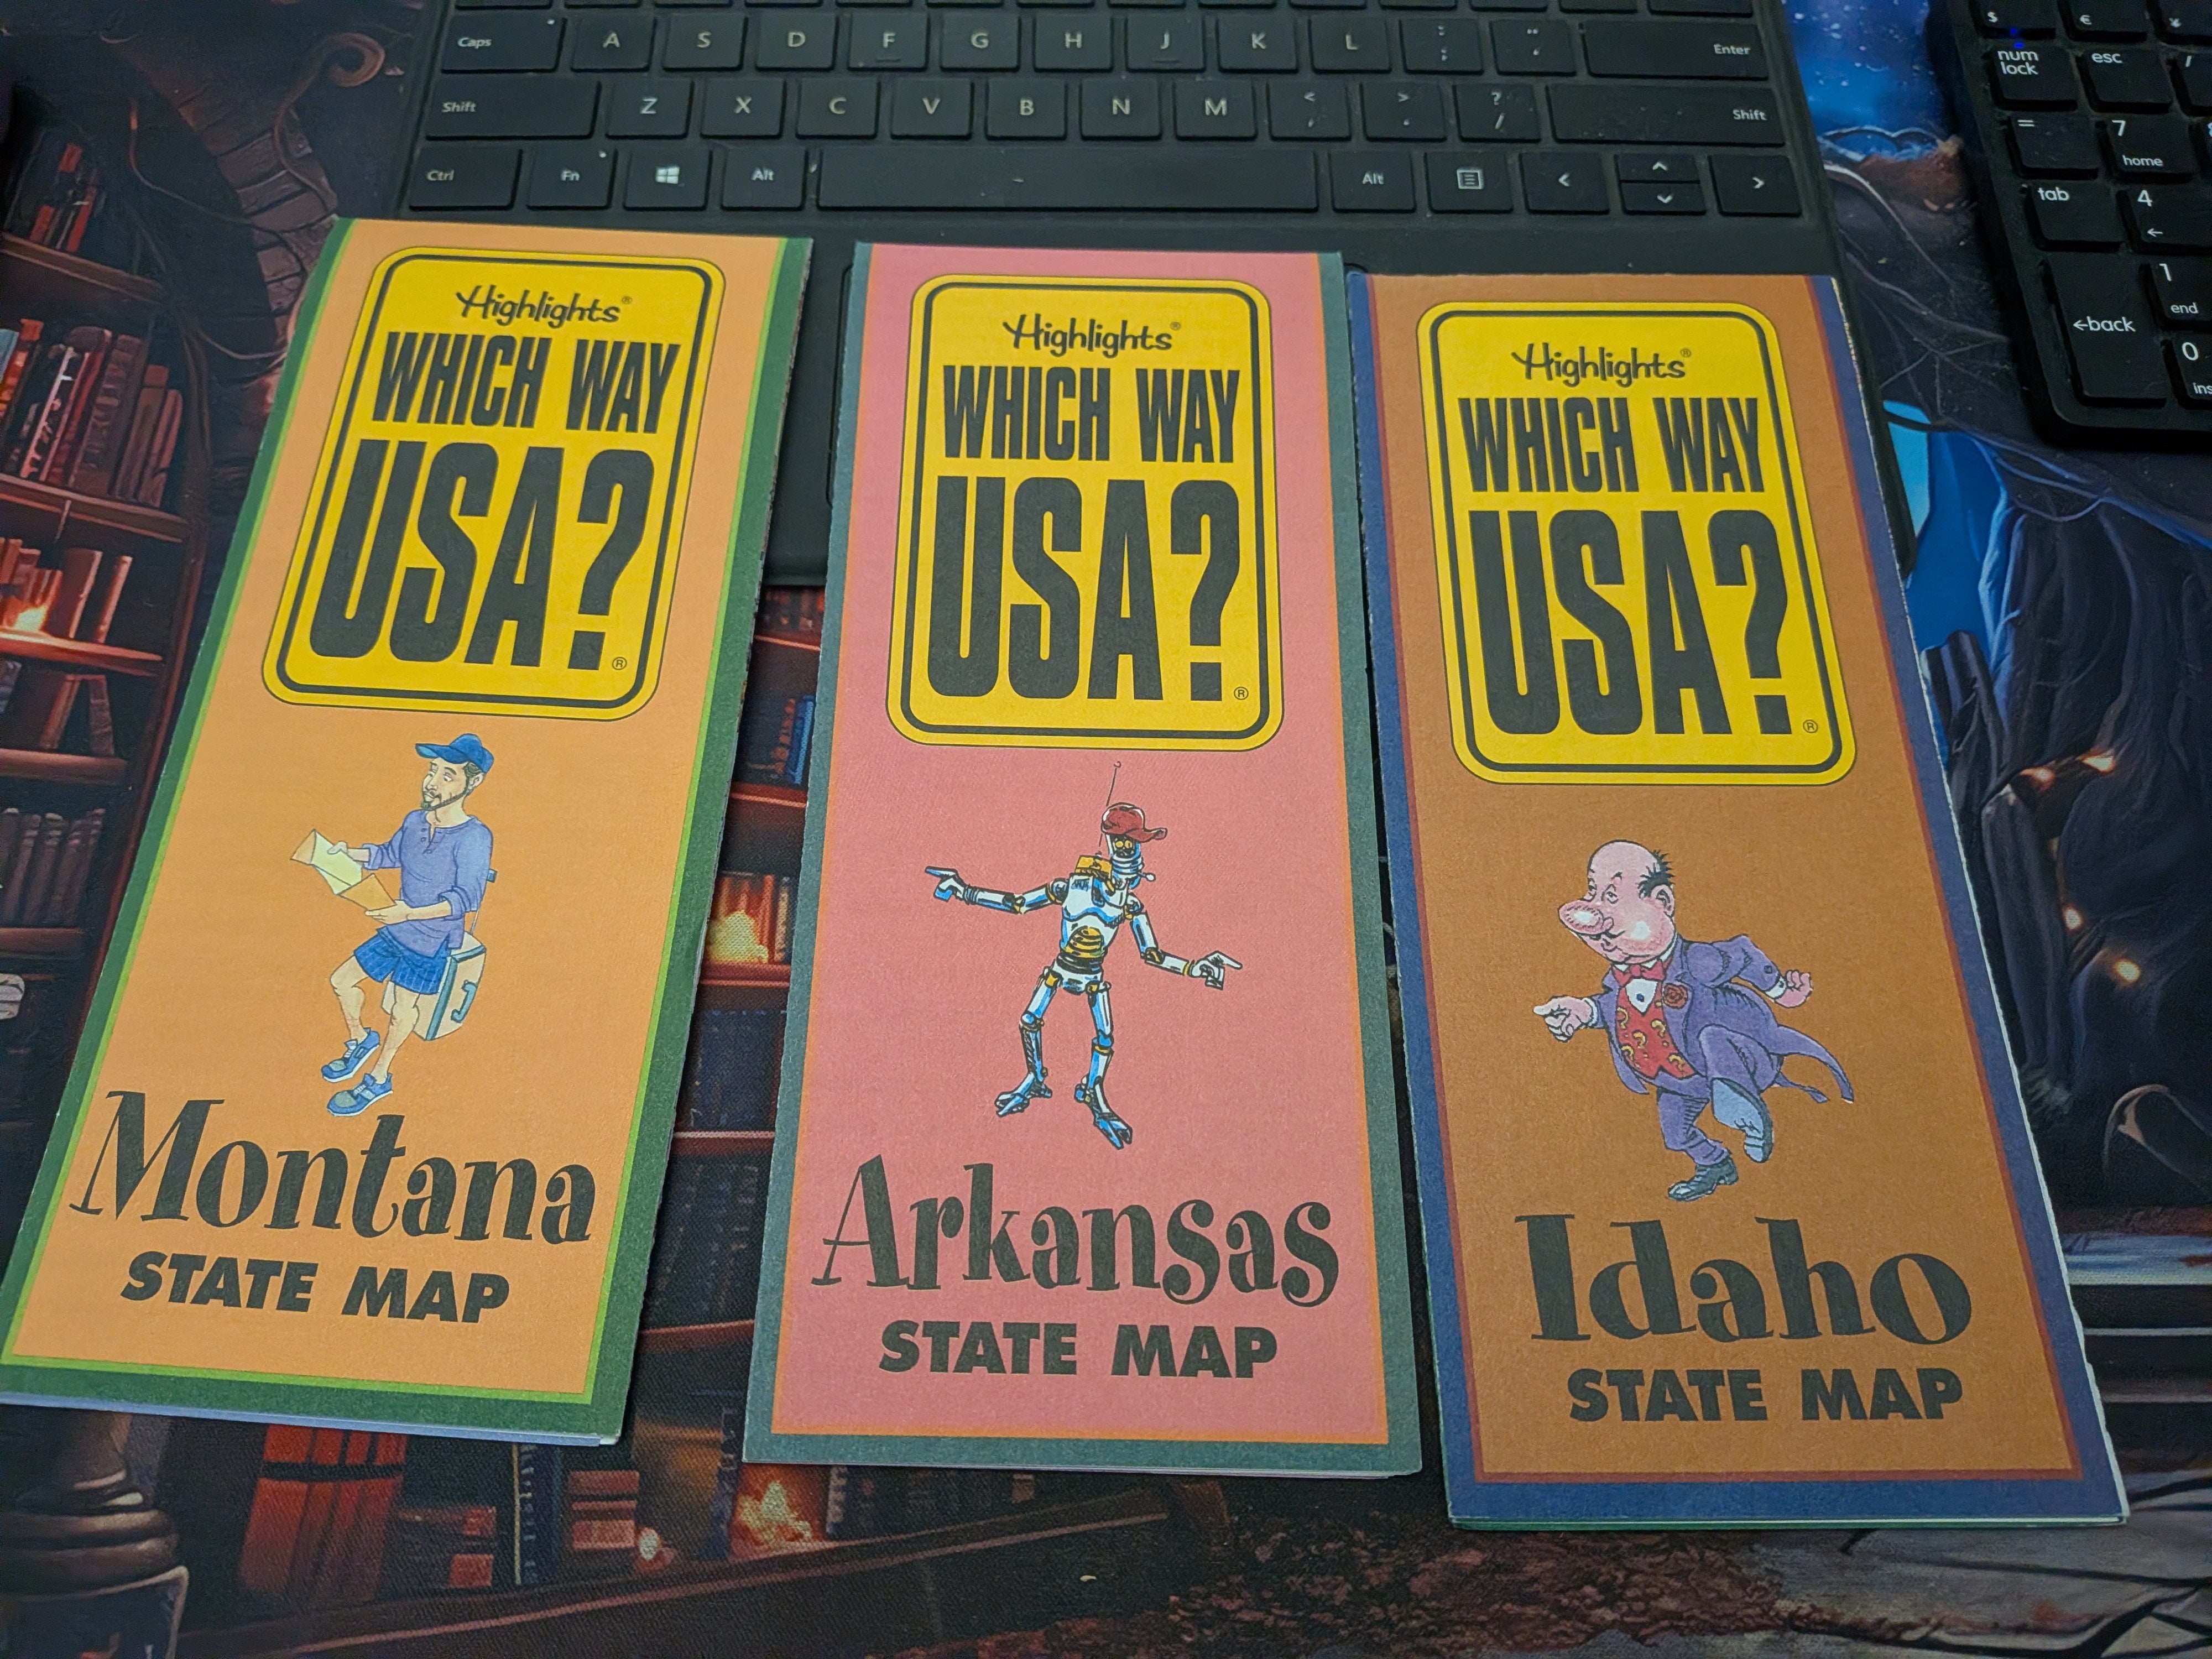 Caps A S D F G H J K L : ; " ' Enter
Shift Z X C V B N M < , > . ? / Shift
Ctrl Fn Alt Alt < ^ v >
$ €
num lock esc /
= 7 home
tab 4 ←
←back 1 end
0 ins
Highlights®
WHICH WAY
USA?®
Montana
STATE MAP
Highlights®
WHICH WAY
USA?®
Arkansas
STATE MAP
Highlights®
WHICH WAY
USA?®
Idaho
STATE MAP